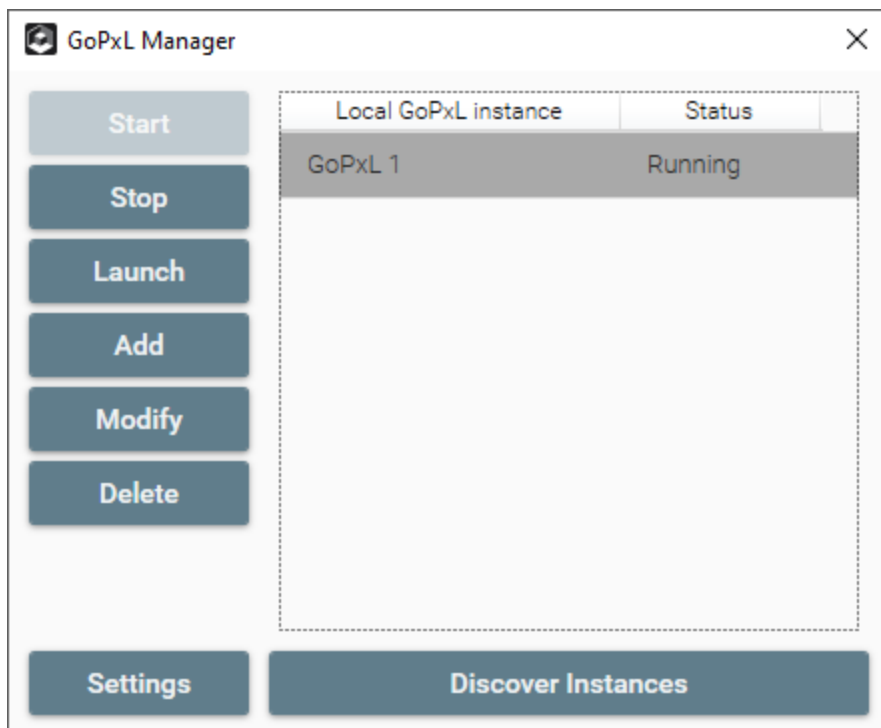 GoPxL Manager
Start
Stop
Launch
Add
Modify
Delete
Settings
Local GoPxL instance Status
GoPxL 1 Running
Discover Instances